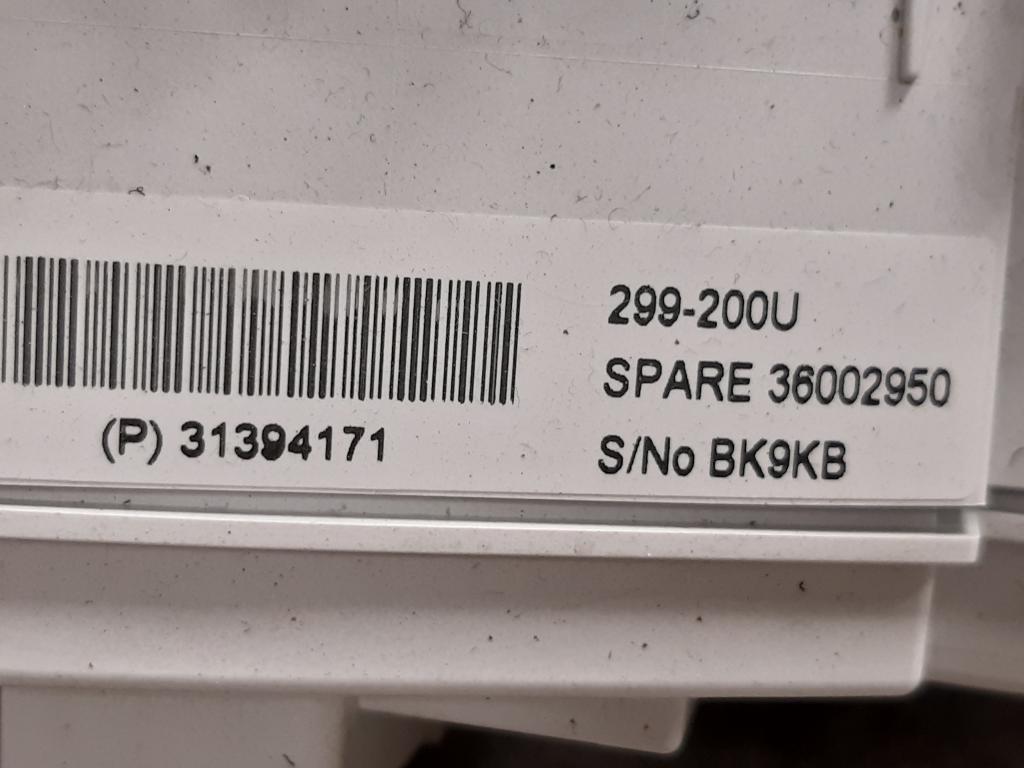 299-200U
SPARE 36002950
(P) 31394171
S/No BK9KB